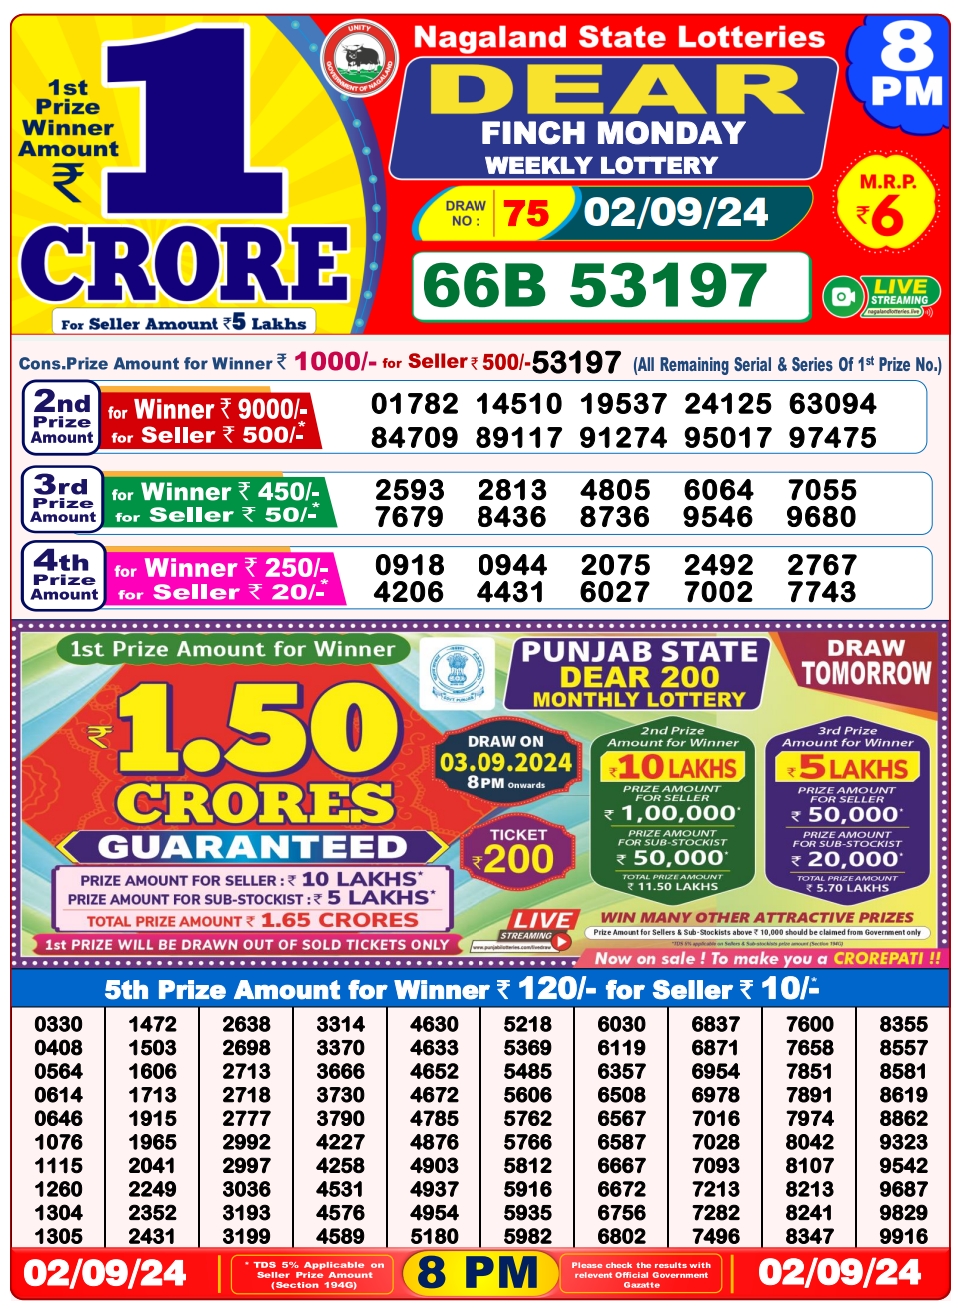 1st
Prize
Winner
Amount
₹
1
CRORE
For Seller Amount ₹5 Lakhs
UNITY
GOVERNMENT OF NAGALAND
Nagaland State Lotteries
DEAR
FINCH MONDAY
WEEKLY LOTTERY
8
PM
DRAW
NO :
75
02/09/24
M.R.P.
₹6
66B 53197
LIVE
STREAMING
nagalandlotteries.live
Cons.Prize Amount for Winner ₹ 1000/- for Seller ₹ 500/- 53197 (All Remaining Serial & Series Of 1st Prize No.)
2nd
Prize
Amount
for Winner ₹ 9000/-
for Seller ₹ 500/-*
01782 14510 19537 24125 63094
84709 89117 91274 95017 97475
3rd
Prize
Amount
for Winner ₹ 450/-
for Seller ₹ 50/-*
2593 2813 4805 6064 7055
7679 8436 8736 9546 9680
4th
Prize
Amount
for Winner ₹ 250/-
for Seller ₹ 20/-*
0918 0944 2075 2492 2767
4206 4431 6027 7002 7743
1st Prize Amount for Winner
₹1.50
CRORES
GUARANTEED
PRIZE AMOUNT FOR SELLER : ₹ 10 LAKHS*
PRIZE AMOUNT FOR SUB-STOCKIST : ₹ 5 LAKHS*
TOTAL PRIZE AMOUNT ₹ 1.65 CRORES
1st PRIZE WILL BE DRAWN OUT OF SOLD TICKETS ONLY
PUNJAB STATE
DEAR 200
MONTHLY LOTTERY
DRAW
TOMORROW
DRAW ON
03.09.2024
8PM Onwards
TICKET
₹200
2nd Prize
Amount for Winner
₹10 LAKHS
PRIZE AMOUNT
FOR SELLER
₹ 1,00,000*
PRIZE AMOUNT
FOR SUB-STOCKIST
₹ 50,000*
TOTAL PRIZE AMOUNT
₹ 11.50 LAKHS
3rd Prize
Amount for Winner
₹5 LAKHS
PRIZE AMOUNT
FOR SELLER
₹ 50,000*
PRIZE AMOUNT
FOR SUB-STOCKIST
₹ 20,000*
TOTAL PRIZE AMOUNT
₹ 5.70 LAKHS
LIVE
STREAMING
www.punjablotteries.com/livedraw
WIN MANY OTHER ATTRACTIVE PRIZES
Prize Amount for Sellers & Sub-Stockists above ₹ 10,000 should be claimed from Government only
*TDS 5% applicable on Sellers & Sub-stockists prize amount (Section 194G)
Now on sale ! To make you a CROREPATI !!
5th Prize Amount for Winner ₹ 120/- for Seller ₹ 10/-*
0330 1472 2638 3314 4630 5218 6030 6837 7600 8355
0408 1503 2698 3370 4633 5369 6119 6871 7658 8557
0564 1606 2713 3666 4652 5485 6357 6954 7851 8581
0614 1713 2718 3730 4672 5606 6508 6978 7891 8619
0646 1915 2777 3790 4785 5762 6567 7016 7974 8862
1076 1965 2992 4227 4876 5766 6587 7028 8042 9323
1115 2041 2997 4258 4903 5812 6667 7093 8107 9542
1260 2249 3036 4531 4937 5916 6672 7213 8213 9687
1304 2352 3193 4576 4954 5935 6756 7282 8241 9829
1305 2431 3199 4589 5180 5982 6802 7496 8347 9916
02/09/24
* TDS 5% Applicable on
Seller Prize Amount
(Section 194G)
8 PM
Please check the results with
relevent Official Government
Gazatte
02/09/24